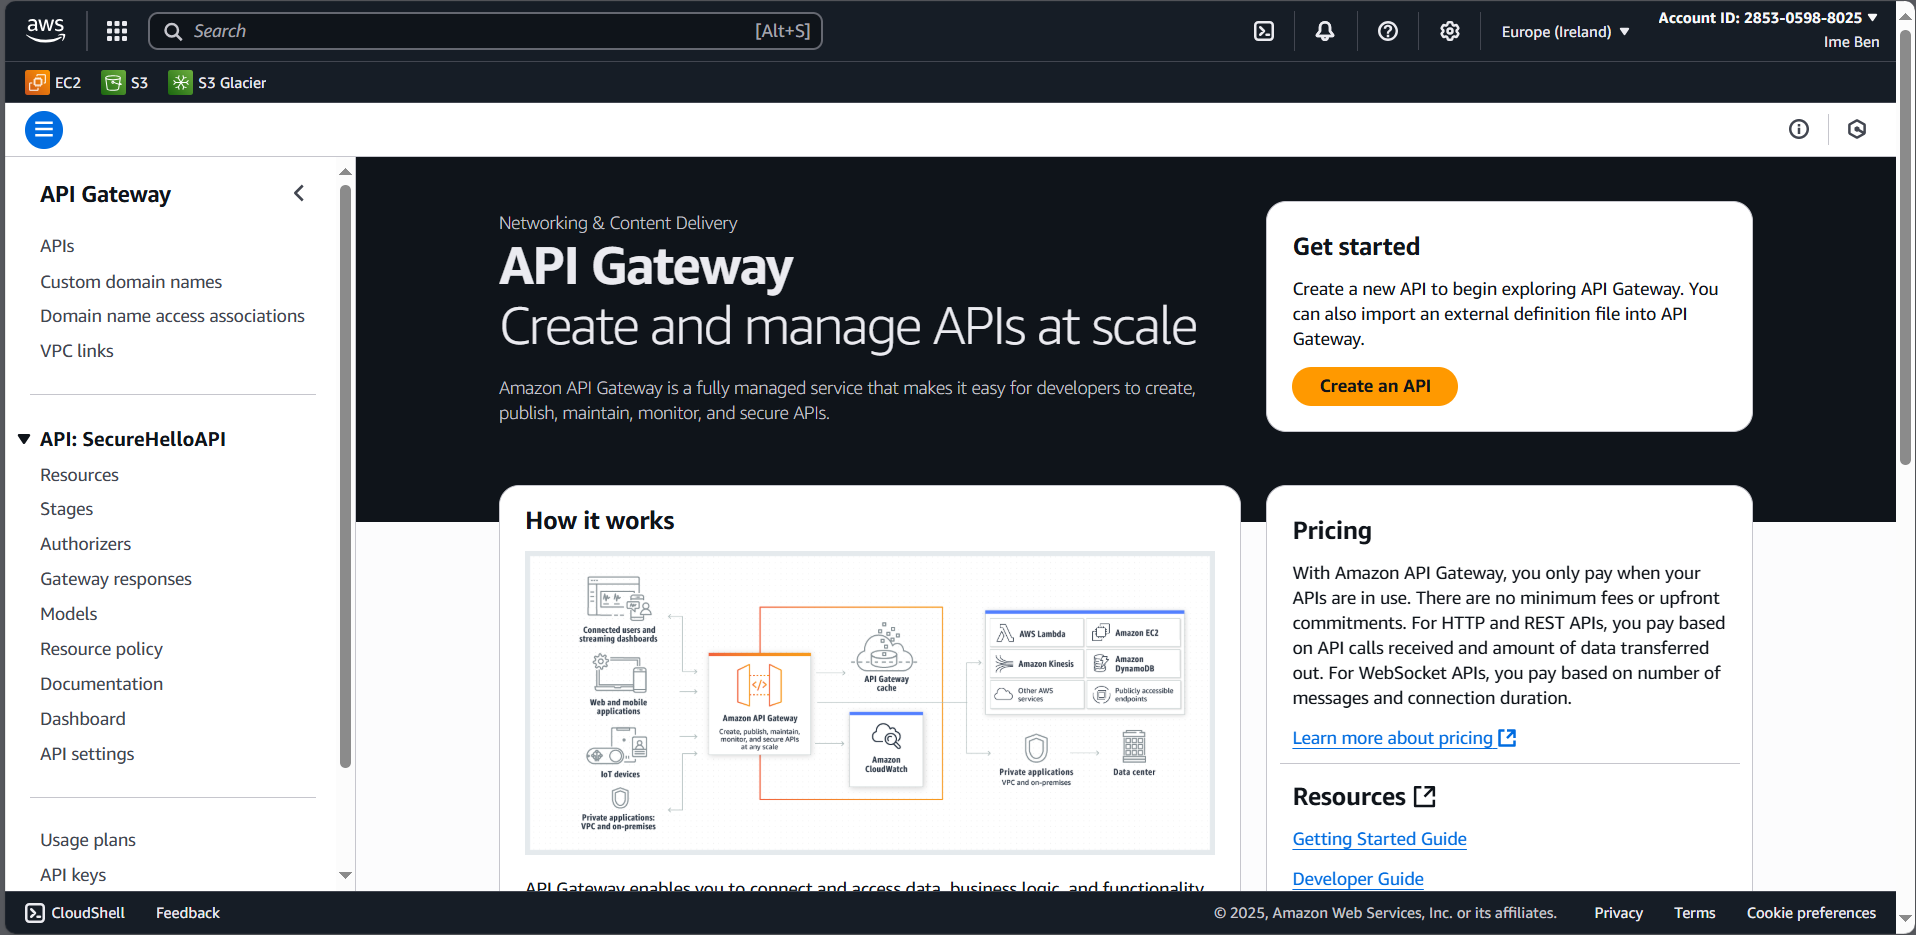 aws
Search
[Alt+S]
Europe (Ireland)
Account ID: 2853-0598-8025
Ime Ben
EC2
S3
S3 Glacier
API Gateway
APIs
Custom domain names
Domain name access associations
VPC links
API: SecureHelloAPI
Resources
Stages
Authorizers
Gateway responses
Models
Resource policy
Documentation
Dashboard
API settings
Usage plans
API keys
Networking & Content Delivery
API Gateway
Create and manage APIs at scale
Amazon API Gateway is a fully managed service that makes it easy for developers to create,
publish, maintain, monitor, and secure APIs.
Get started
Create a new API to begin exploring API Gateway. You
can also import an external definition file into API
Gateway.
Create an API
How it works
Connected users and
streaming dashboards
Web and mobile
applications
IoT devices
Private applications:
VPC and on-premises
Amazon API Gateway
Create, publish, maintain,
monitor, and secure APIs
at any scale
API Gateway
cache
Amazon
CloudWatch
AWS Lambda
Amazon EC2
Amazon Kinesis
Amazon
DynamoDB
Other AWS
services
Publicly accessible
endpoints
Private applications
VPC and on-premises
Data center
API Gateway enables you to connect and access data, business logic, and functionality
Pricing
With Amazon API Gateway, you only pay when your
APIs are in use. There are no minimum fees or upfront
commitments. For HTTP and REST APIs, you pay based
on API calls received and amount of data transferred
out. For WebSocket APIs, you pay based on number of
messages and connection duration.
Learn more about pricing
Resources
Getting Started Guide
Developer Guide
CloudShell
Feedback
© 2025, Amazon Web Services, Inc. or its affiliates.
Privacy
Terms
Cookie preferences